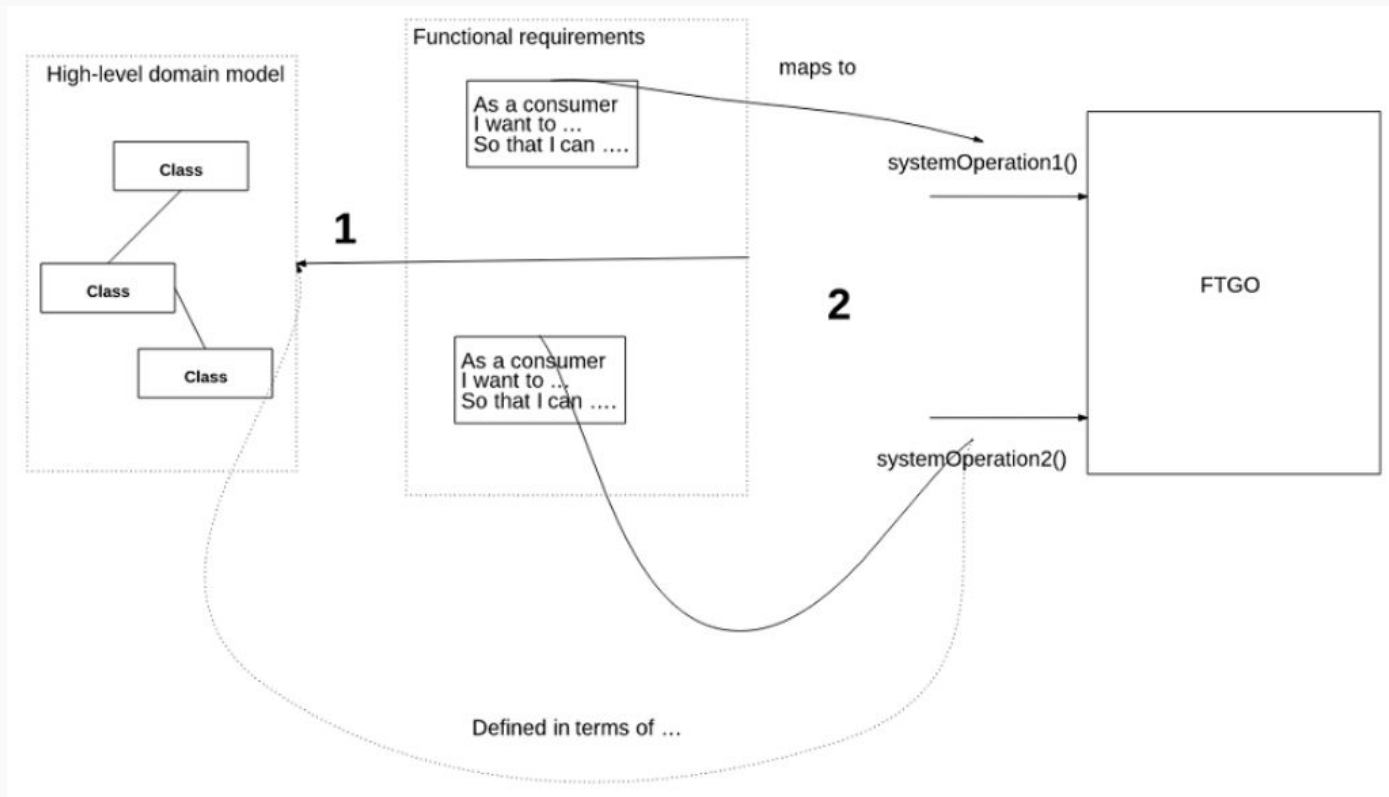 Functional requirements
High-level domain model
maps to
As a consumer
I want to ...
So that I can ....
Class
systemOperation1()
1
Class
FTGO
2
As a consumer
I want to ...
So that I can ....
Class
systemOperation2()
Defined in terms of ...